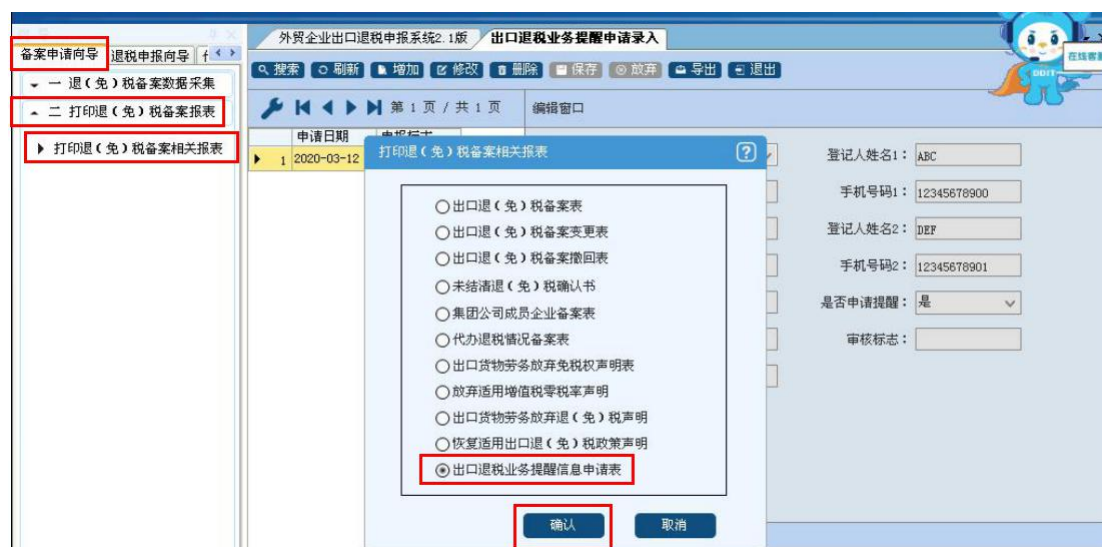 外贸企业出口退税申报系统2.1版 出口退税业务提醒申请录入
备案申请向导 退税申报向导
在线客服
搜索 刷新 增加 修改 删除 保存 放弃 导出 退出
一 退(免)税备案数据采集
二 打印退(免)税备案报表
打印退(免)税备案相关报表
第 1 页 / 共 1 页 编辑窗口
申请日期 申报标志
1 2020-03-12
打印退(免)税备案相关报表
出口退(免)税备案表
出口退(免)税备案变更表
出口退(免)税备案撤回表
未结清退(免)税确认书
集团公司成员企业备案表
代办退税情况备案表
出口货物劳务放弃免税权声明表
放弃适用增值税零税率声明
出口货物劳务放弃退(免)税声明
恢复适用出口退(免)税政策声明
出口退税业务提醒信息申请表
确认 取消
登记人姓名1: ABC
手机号码1: 12345678900
登记人姓名2: DEF
手机号码2: 12345678901
是否申请提醒: 是
审核标志: